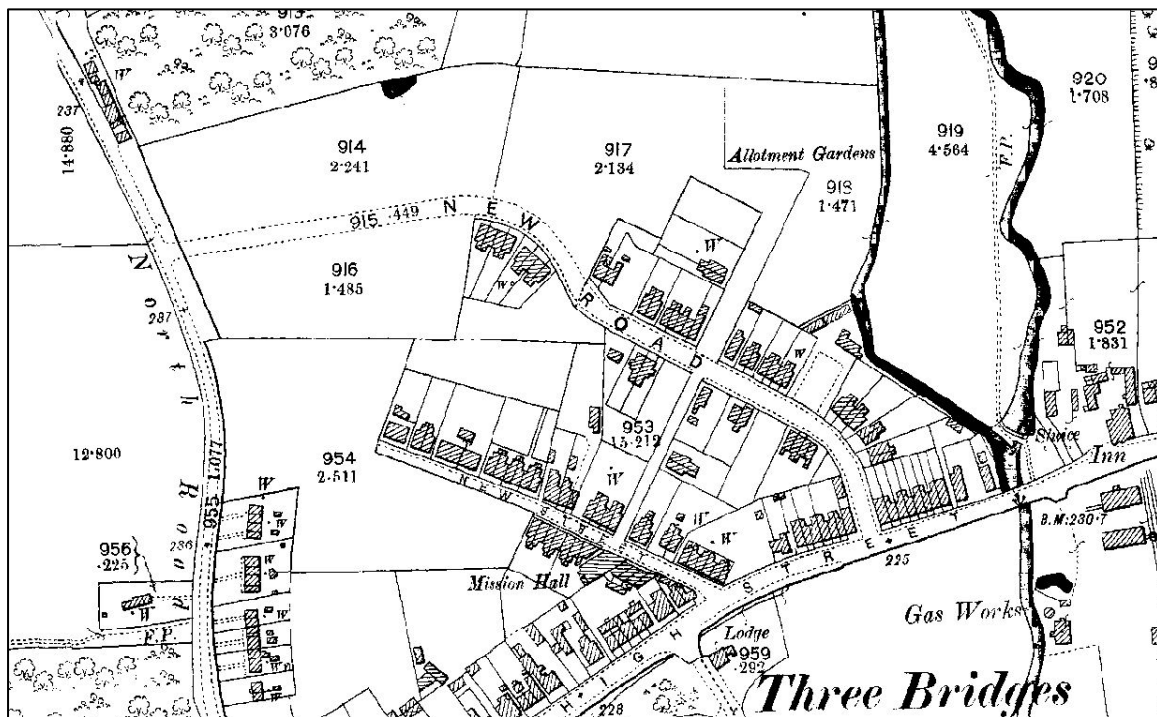 913
3·076
W
237
14·880
914
2·241
917
2·134
Allotment Gardens
918
1·471
919
4·564
F.P.
920
1·708
915 ·449
NEW ROAD
W
W
916
1·485
North Road
287
W
952
1·831
953
15·212
W
Sluice
Inn
954
2·511
12·800
955 1·077
NEW STR.
W
W
W
W
W
B.M.230·7
HIGH STREET
225
956
·225
236
W
W
F.P.
W
Mission Hall
Gas Works
Lodge
959
·292
228
Three Bridges